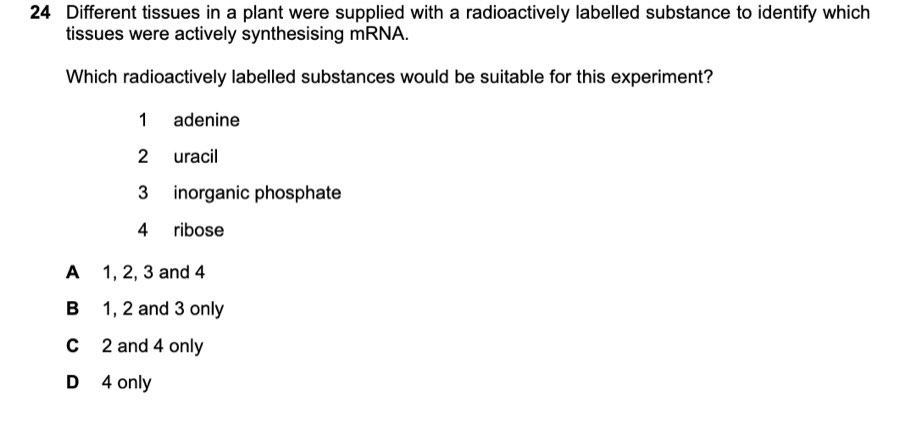 24 Different tissues in a plant were supplied with a radioactively labelled substance to identify which
tissues were actively synthesising mRNA.
Which radioactively labelled substances would be suitable for this experiment?
1 adenine
2 uracil
3 inorganic phosphate
4 ribose
A 1, 2, 3 and 4
B 1, 2 and 3 only
C 2 and 4 only
D 4 only